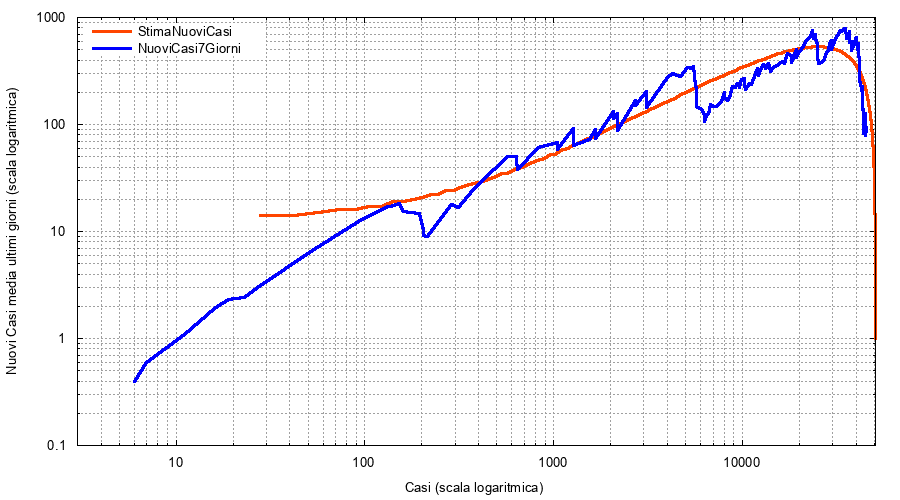 1000
100
10
1
0.1
Nuovi Casi media ultimi giorni (scala logaritmica)
StimaNuoviCasi
NuoviCasi7Giorni
10 100 1000 10000
Casi (scala logaritmica)